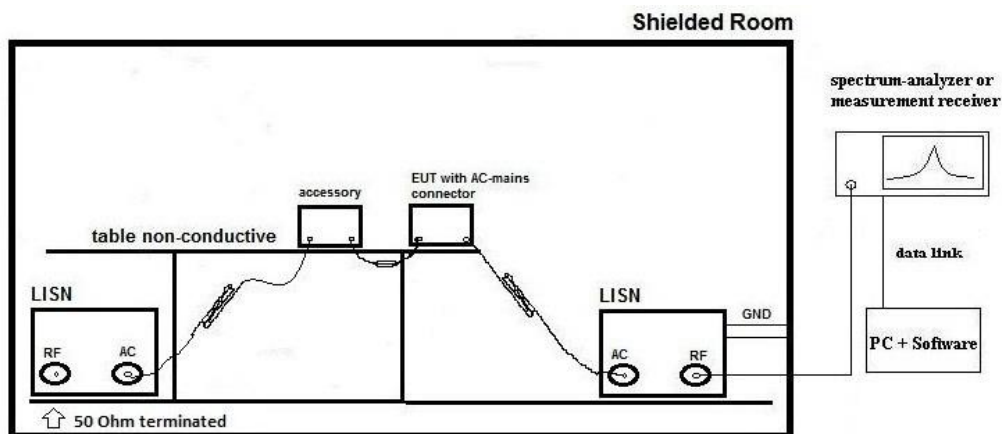 Shielded Room
spectrum-analyzer or
measurement receiver
EUT with AC-mains
connector
accessory
table non-conductive
data link
LISN
LISN
GND
RF
AC
AC
RF
PC + Software
50 Ohm terminated